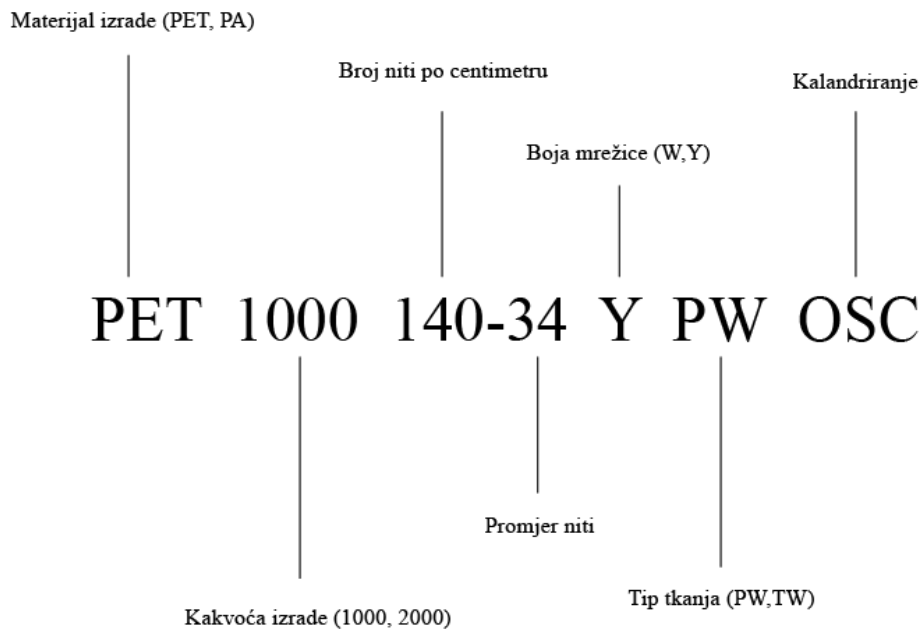 Materijal izrade (PET, PA)
Broj niti po centimetru
Kalandriranje
Boja mrežice (W,Y)
PET 1000 140-34 Y PW OSC
Promjer niti
Tip tkanja (PW,TW)
Kakvoća izrade (1000, 2000)